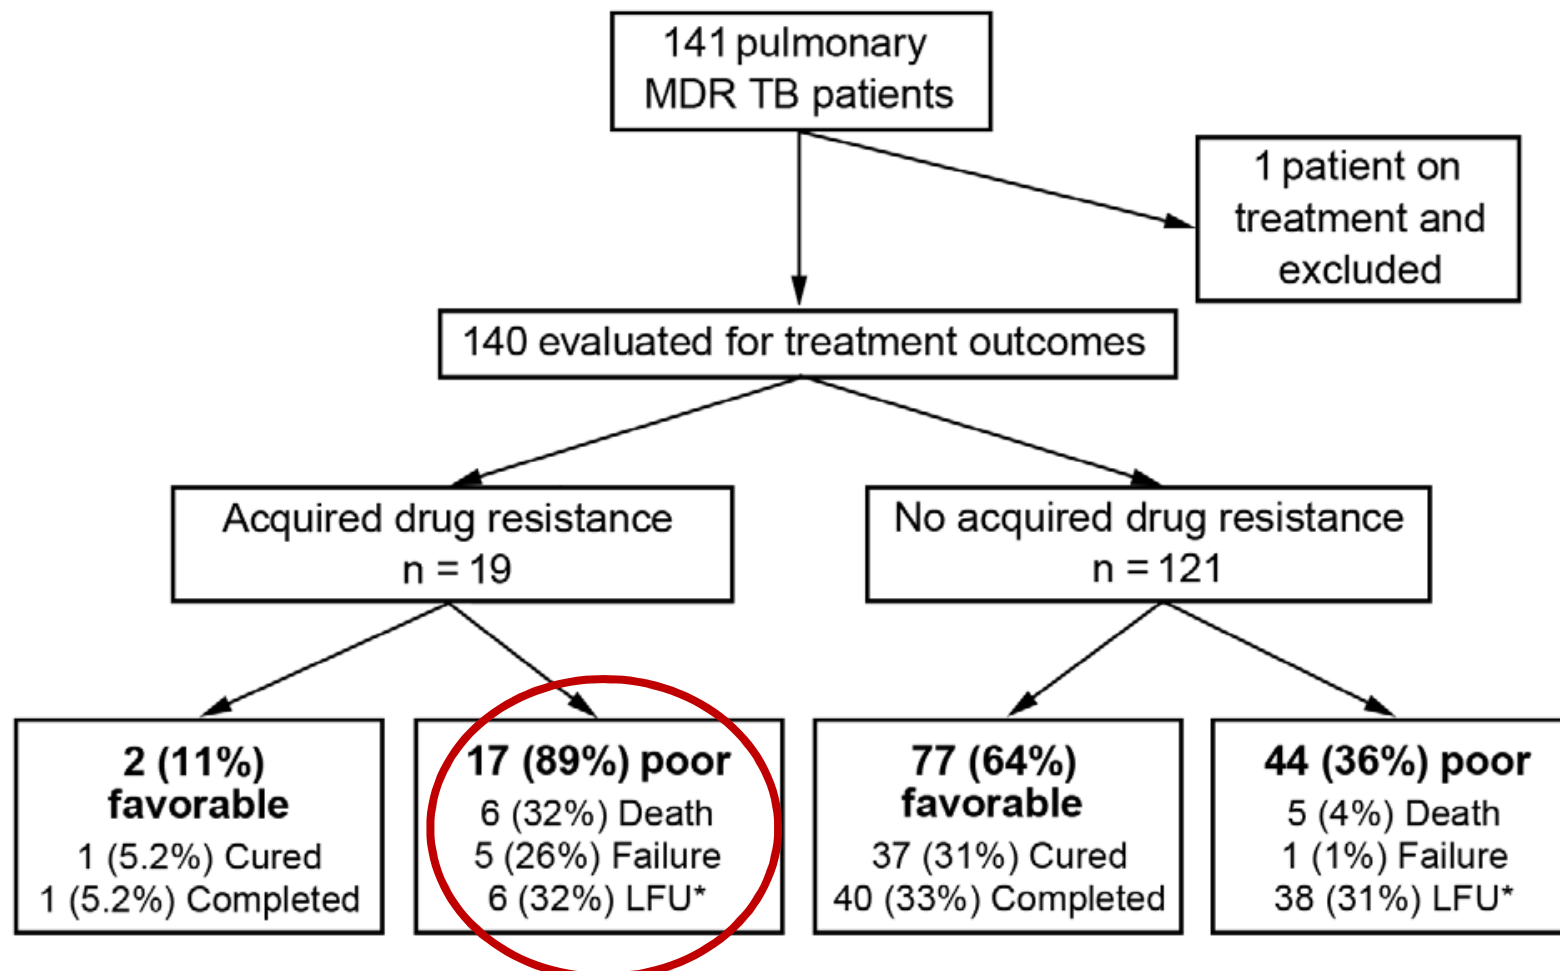 141 pulmonary
MDR TB patients
1 patient on
treatment and
excluded
140 evaluated for treatment outcomes
Acquired drug resistance
n = 19
No acquired drug resistance
n = 121
2 (11%)
favorable
1 (5.2%) Cured
1 (5.2%) Completed
17 (89%) poor
6 (32%) Death
5 (26%) Failure
6 (32%) LFU*
77 (64%)
favorable
37 (31%) Cured
40 (33%) Completed
44 (36%) poor
5 (4%) Death
1 (1%) Failure
38 (31%) LFU*